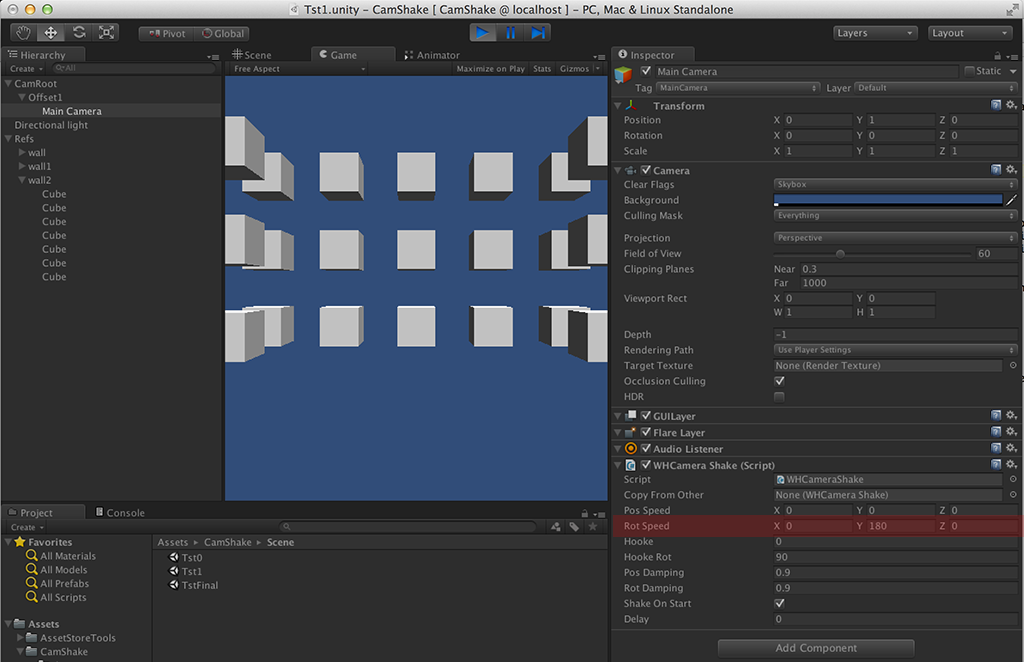 Tst1.unity – CamShake [ CamShake @ localhost ] – PC, Mac & Linux Standalone
Pivot Global Layers Layout
Hierarchy
Create All
CamRoot
Offset1
Main Camera
Directional light
Refs
wall
wall1
wall2
Cube
Cube
Cube
Cube
Cube
Cube
Cube
Scene Game Animator
Free Aspect Maximize on Play Stats Gizmos
Inspector
Main Camera Static
Tag MainCamera Layer Default
Transform
Position X 0 Y 1 Z 0
Rotation X 0 Y 0 Z 0
Scale X 1 Y 1 Z 1
Camera
Clear Flags Skybox
Background
Culling Mask Everything
Projection Perspective
Field of View 60
Clipping Planes Near 0.3
Far 1000
Viewport Rect X 0 Y 0
W 1 H 1
Depth -1
Rendering Path Use Player Settings
Target Texture None (Render Texture)
Occlusion Culling
HDR
GUILayer
Flare Layer
Audio Listener
WHCamera Shake (Script)
Script WHCameraShake
Copy From Other None (WHCamera Shake)
Pos Speed X 0 Y 0 Z 0
Rot Speed X 0 Y 180 Z 0
Hooke 0
Hooke Rot 90
Pos Damping 0.9
Rot Damping 0.9
Shake On Start
Delay 0
Add Component
Project Console
Create
Favorites
All Materials
All Models
All Prefabs
All Scripts
Assets
AssetStoreTools
CamShake
Assets CamShake Scene
Tst0
Tst1
TstFinal